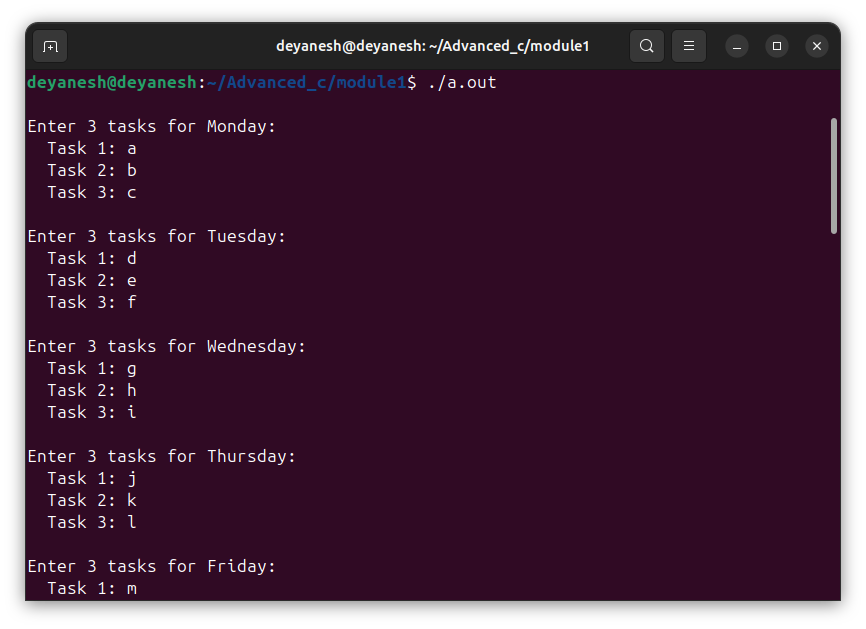 deyanesh@deyanesh: ~/Advanced_c/module1
deyanesh@deyanesh:~/Advanced_c/module1$ ./a.out

Enter 3 tasks for Monday:
  Task 1: a
  Task 2: b
  Task 3: c

Enter 3 tasks for Tuesday:
  Task 1: d
  Task 2: e
  Task 3: f

Enter 3 tasks for Wednesday:
  Task 1: g
  Task 2: h
  Task 3: i

Enter 3 tasks for Thursday:
  Task 1: j
  Task 2: k
  Task 3: l

Enter 3 tasks for Friday:
  Task 1: m